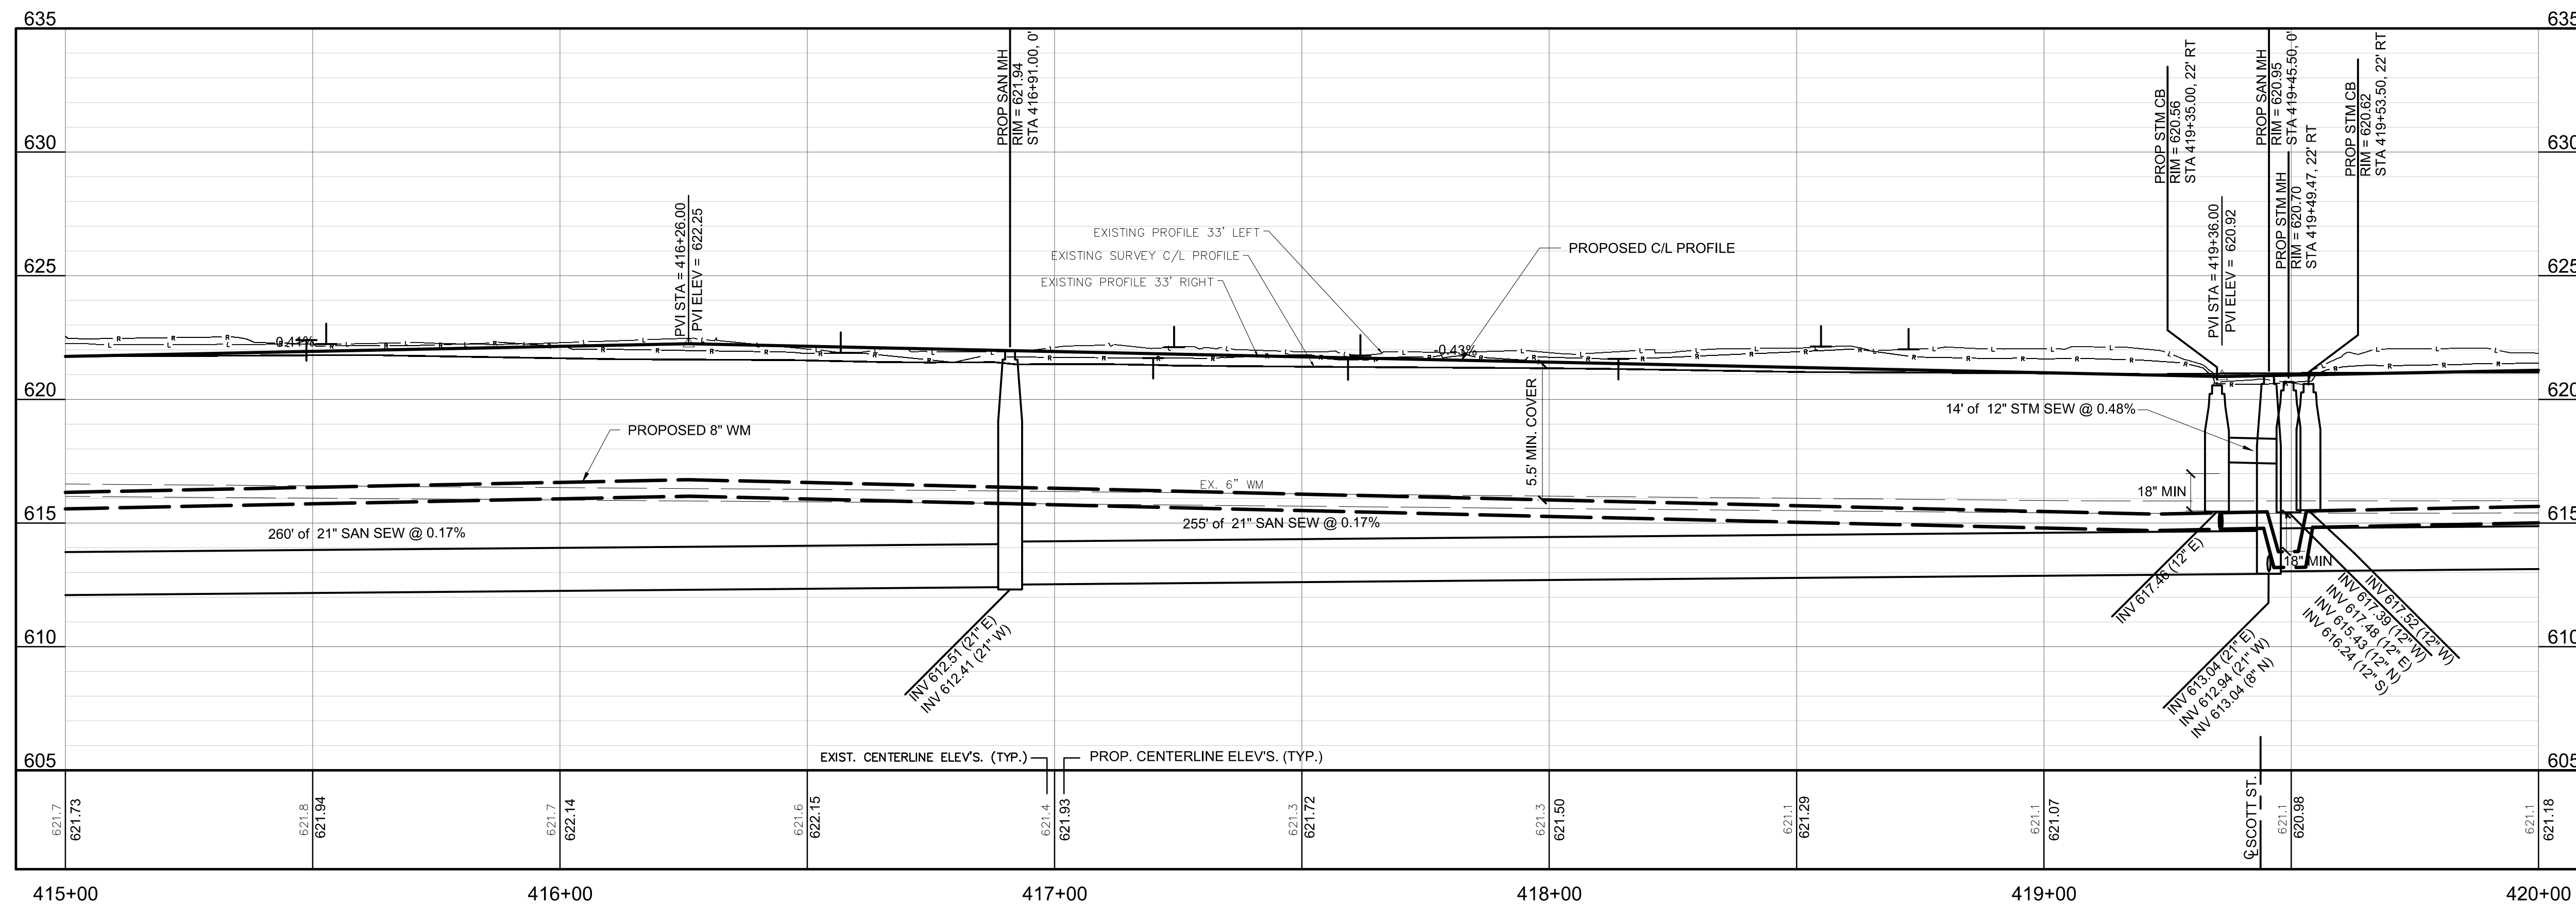 635
635
630
630
625
625
620
620
615
615
610
610
605
605
PROP SAN MH
RIM = 621.94
STA 416+91.00, 0'
PROP STM CB
RIM = 620.56
STA 419+35.00, 22' RT
PROP SAN MH
RIM = 620.95
STA 419+45.50, 0'
PROP STM MH
RIM = 620.70
STA 419+49.47, 22' RT
PROP STM CB
RIM = 620.62
STA 419+53.50, 22' RT
PVI STA = 416+26.00
PVI ELEV = 622.25
PVI STA = 419+36.00
PVI ELEV = 620.92
EXISTING PROFILE 33' LEFT
EXISTING SURVEY C/L PROFILE
EXISTING PROFILE 33' RIGHT
PROPOSED C/L PROFILE
0.41%
-0.43%
PROPOSED 8" WM
EX. 6" WM
5.5' MIN. COVER
14' of 12" STM SEW @ 0.48%
18" MIN
18" MIN
260' of 21" SAN SEW @ 0.17%
255' of 21" SAN SEW @ 0.17%
INV 612.51 (21" E)
INV 612.41 (21" W)
INV 617.46 (12" E)
INV 613.04 (21" E)
INV 612.94 (21" W)
INV 613.04 (8" N)
INV 617.52 (12" W)
INV 617.39 (12" W)
INV 617.48 (12" E)
INV 615.43 (12" N)
INV 616.24 (12" S)
EXIST. CENTERLINE ELEV'S. (TYP.)
PROP. CENTERLINE ELEV'S. (TYP.)
℄ SCOTT ST.
621.7
621.73
621.8
621.94
621.7
622.14
621.6
622.15
621.4
621.93
621.3
621.72
621.3
621.50
621.1
621.29
621.1
621.07
621.1
620.98
621.1
621.18
415+00
416+00
417+00
418+00
419+00
420+00